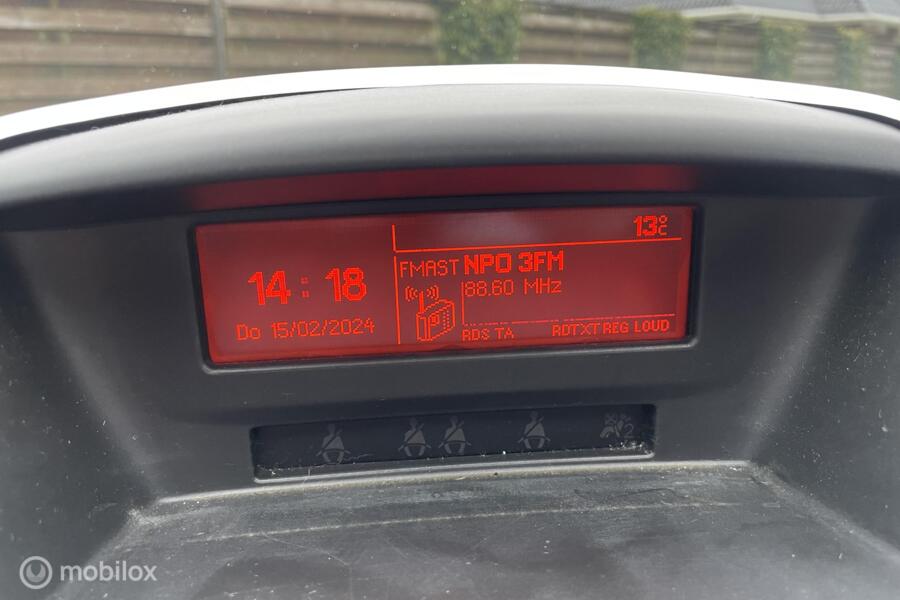 13°C
14:18
Do 15/02/2024
FMAST NPO 3FM
88.60 MHz
RDS TA RDTXT REG LOUD
2
mobilox